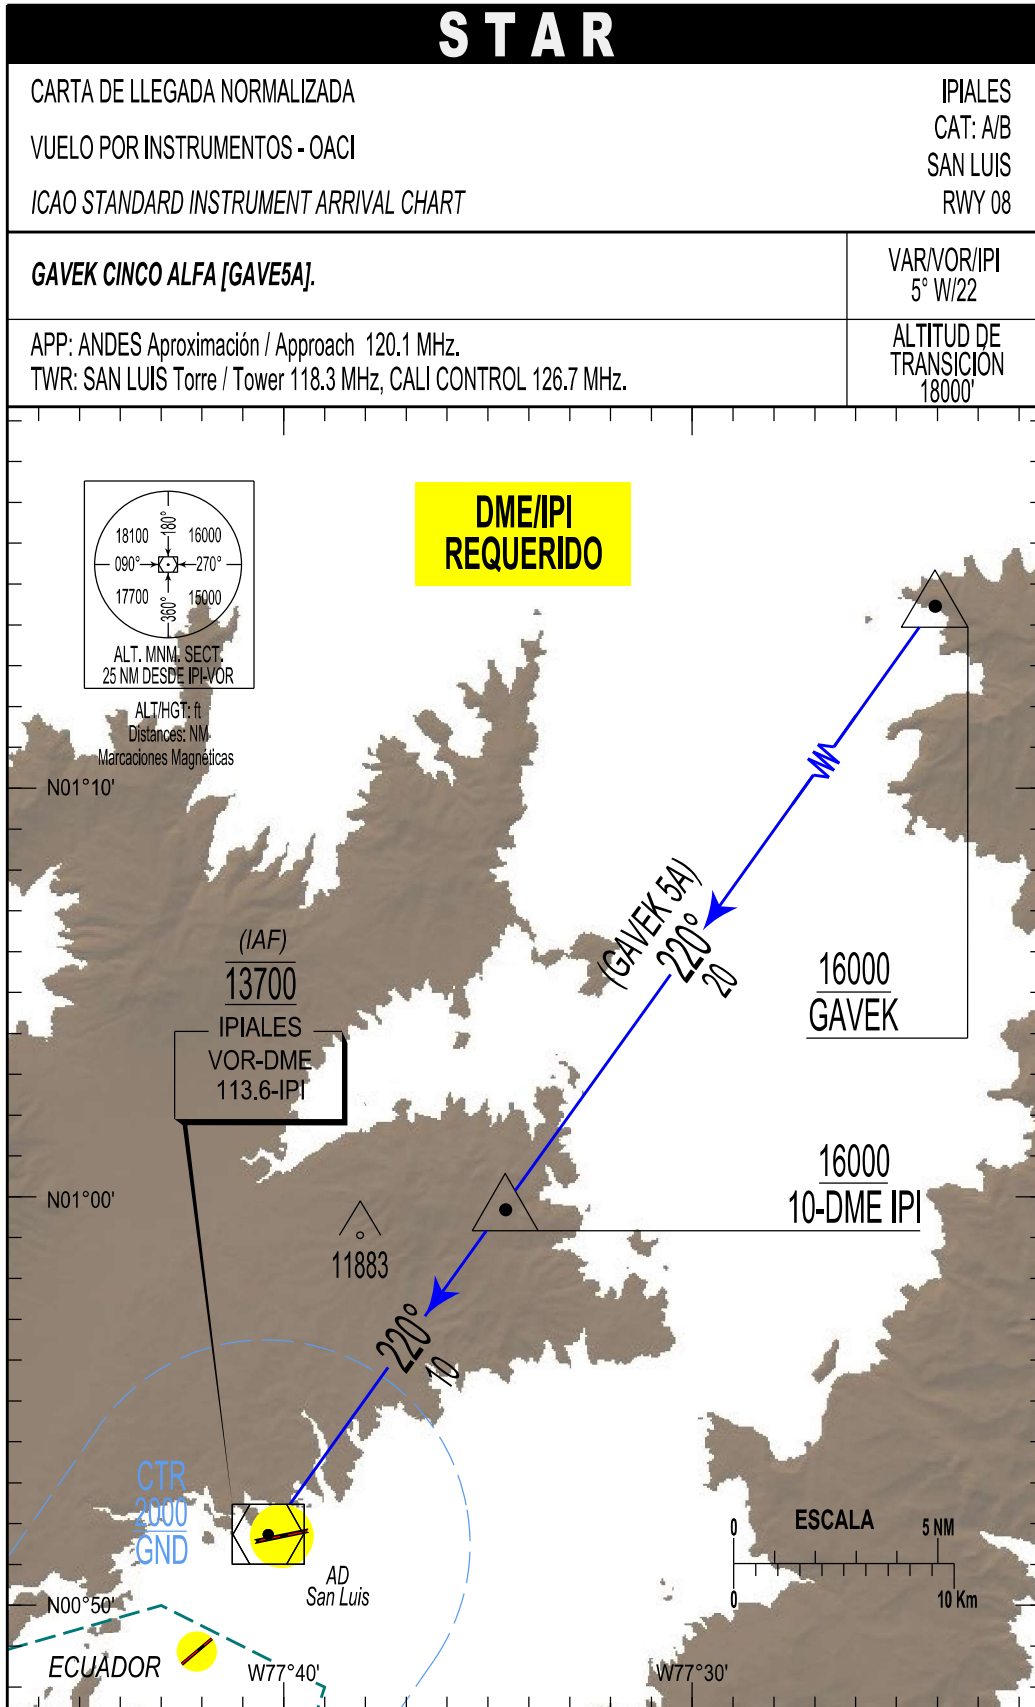 STAR
CARTA DE LLEGADA NORMALIZADA
VUELO POR INSTRUMENTOS - OACI
ICAO STANDARD INSTRUMENT ARRIVAL CHART
IPIALES
CAT: A/B
SAN LUIS
RWY 08
GAVEK CINCO ALFA [GAVE5A].
VAR/VOR/IPI
5° W/22
APP: ANDES Aproximación / Approach 120.1 MHz.
TWR: SAN LUIS Torre / Tower 118.3 MHz, CALI CONTROL 126.7 MHz.
ALTITUD DE
TRANSICIÓN
18000'
DME/IPI
REQUERIDO
180°
18100 16000
090° 270°
17700 15000
360°
ALT. MNM. SECT.
25 NM DESDE IPI-VOR
ALT/HGT: ft
Distances: NM
Marcaciones Magnéticas
N01°10'
(GAVEK 5A)
220°
20
(IAF)
13700
IPIALES
VOR-DME
113.6-IPI
16000
GAVEK
16000
10-DME IPI
N01°00'
11883
220°
10
CTR
2000
GND
AD
San Luis
ESCALA
0 5 NM
0 10 Km
N00°50'
ECUADOR
W77°40'
W77°30'